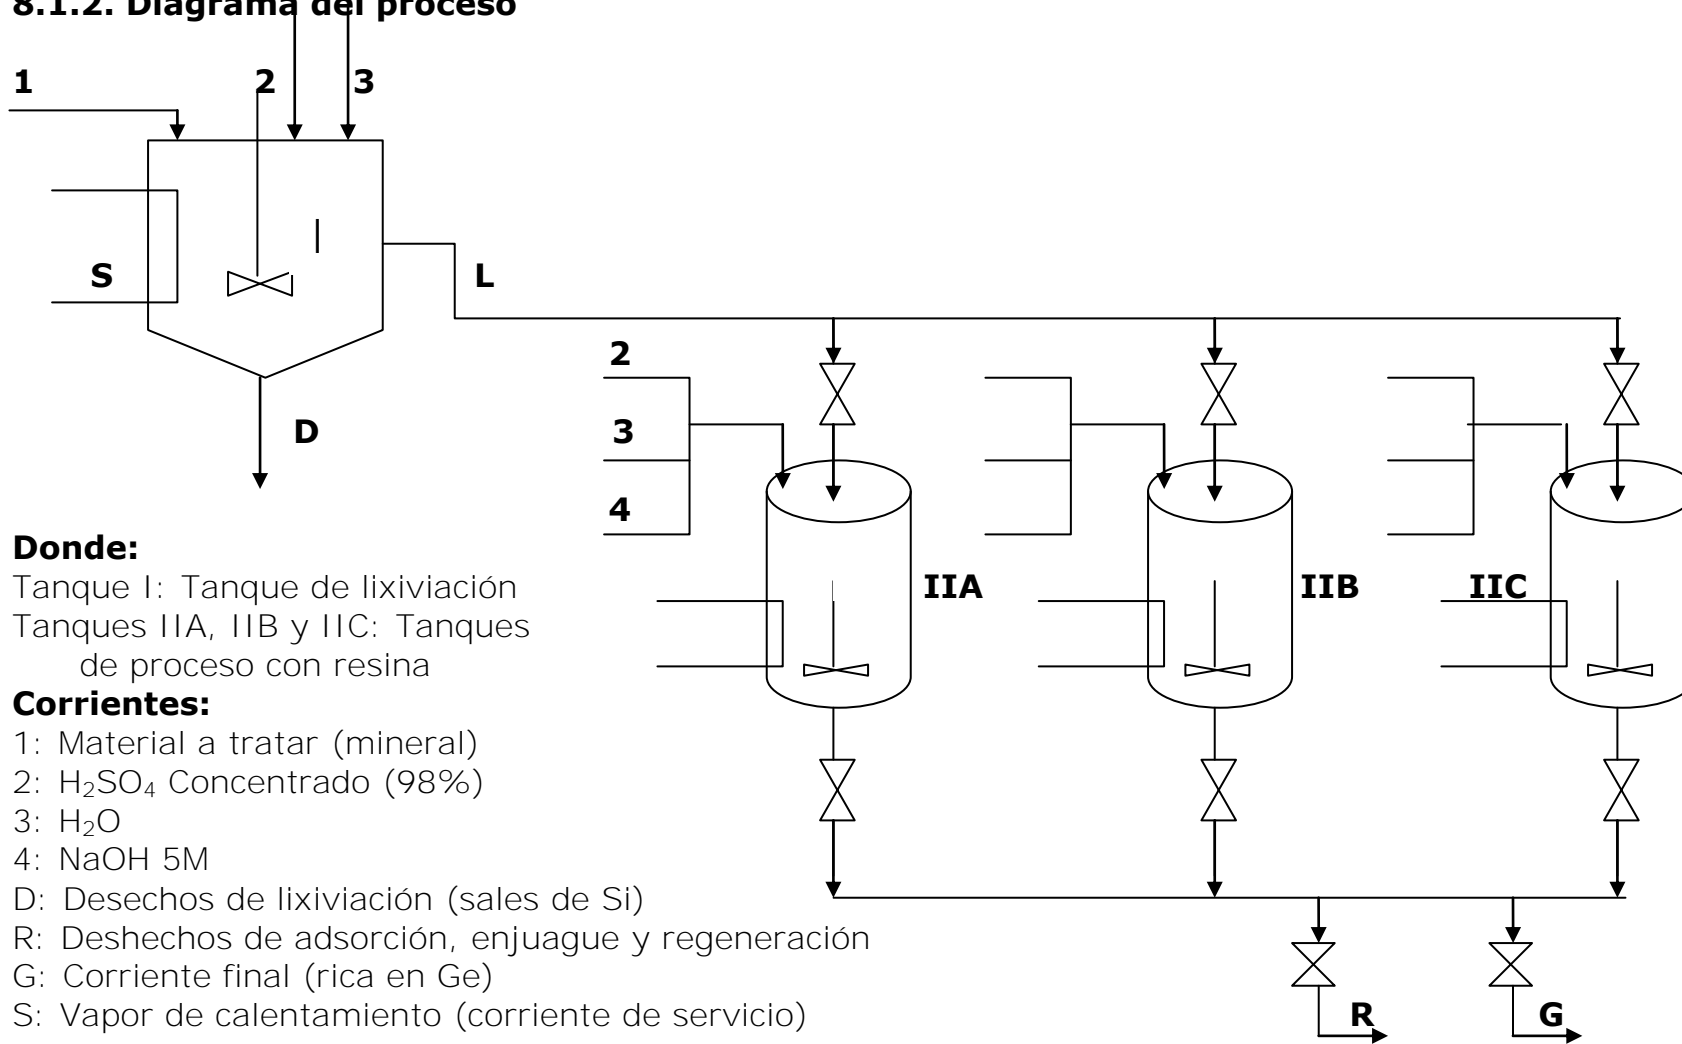 8.1.2. Diagrama del proceso
1
2
3
I
S
L
D
2
3
4
IIA
IIB
IIC
Donde:
Tanque I: Tanque de lixiviación
Tanques IIA, IIB y IIC: Tanques
de proceso con resina
Corrientes:
1: Material a tratar (mineral)
2: H₂SO₄ Concentrado (98%)
3: H₂O
4: NaOH 5M
D: Desechos de lixiviación (sales de Si)
R: Deshechos de adsorción, enjuague y regeneración
G: Corriente final (rica en Ge)
S: Vapor de calentamiento (corriente de servicio)
R
G